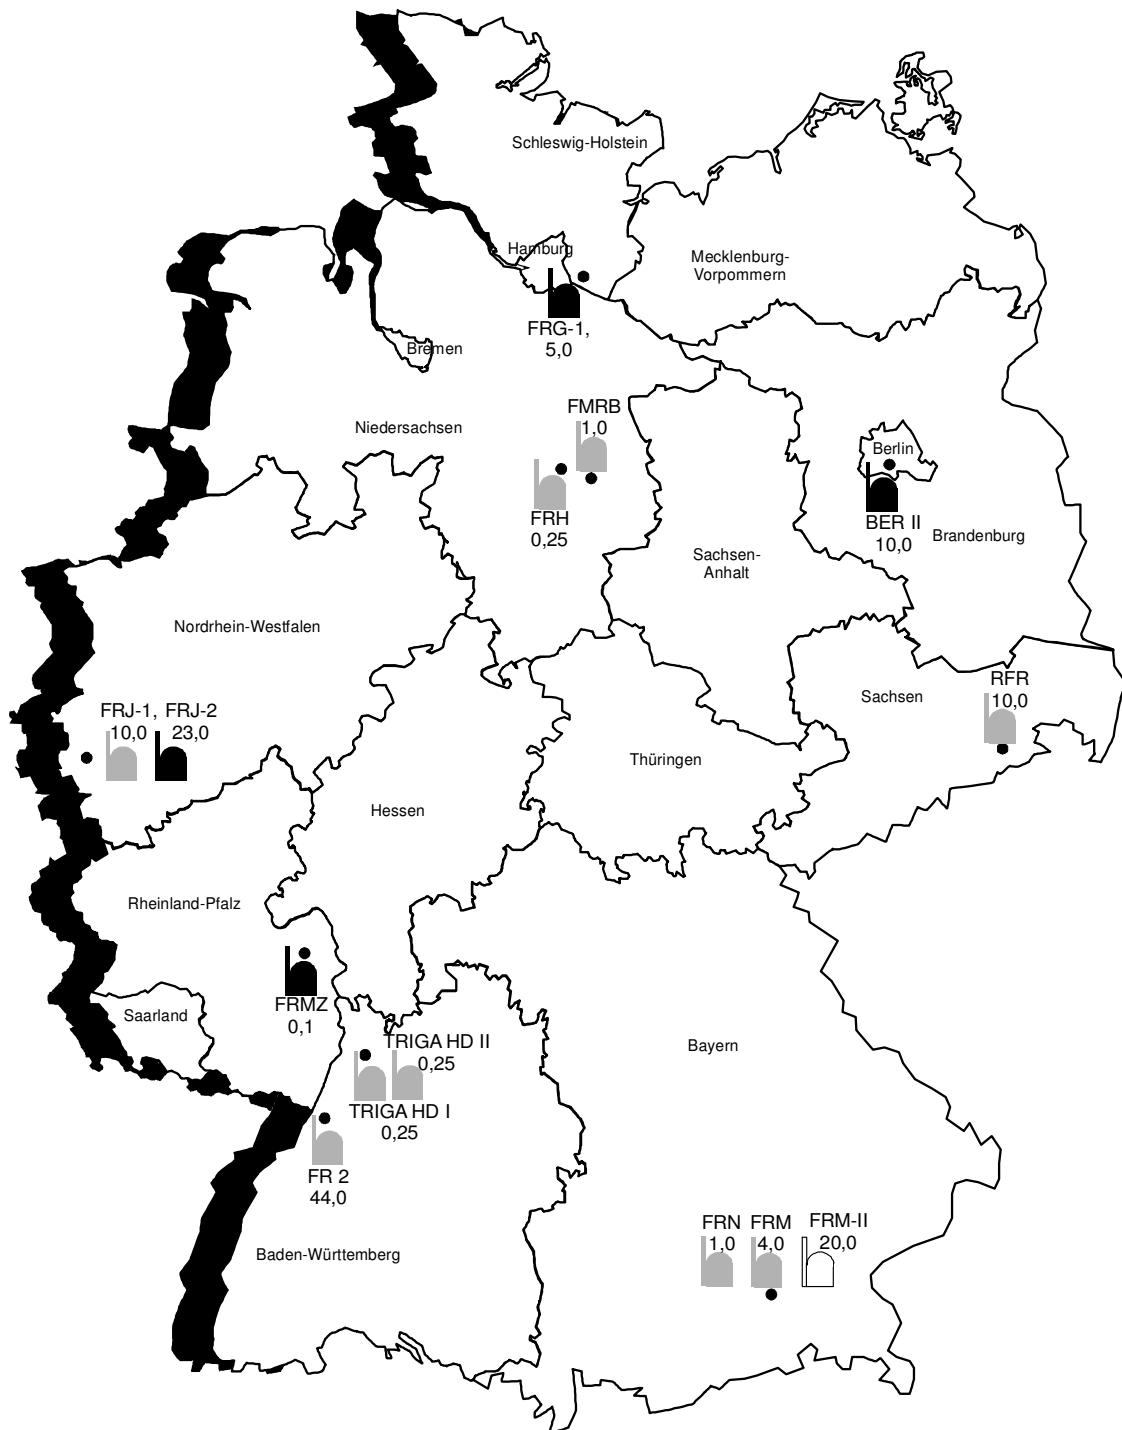 Schleswig-Holstein
Hamburg
Mecklenburg-
Vorpommern
FRG-1,
5,0
Bremen
Niedersachsen
FMRB
1,0
Berlin
FRH
0,25
BER II
10,0
Brandenburg
Sachsen-
Anhalt
Nordrhein-Westfalen
RFR
10,0
Sachsen
FRJ-1, FRJ-2
10,0 23,0
Thüringen
Hessen
Rheinland-Pfalz
FRMZ
0,1
Saarland
TRIGA HD II
0,25
Bayern
TRIGA HD I
0,25
FR 2
44,0
FRN FRM FRM-II
1,0 4,0 20,0
Baden-Württemberg